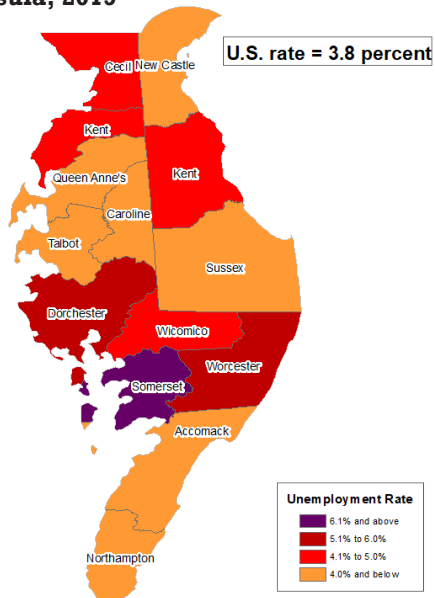 2019
U.S. rate = 3.8 percent
Cecil
New Castle
Kent
Kent
Queen Anne's
Caroline
Talbot
Sussex
Dorchester
Wicomico
Worcester
Somerset
Accomack
Northampton
Unemployment Rate
6.1% and above
5.1% to 6.0%
4.1% to 5.0%
4.0% and below